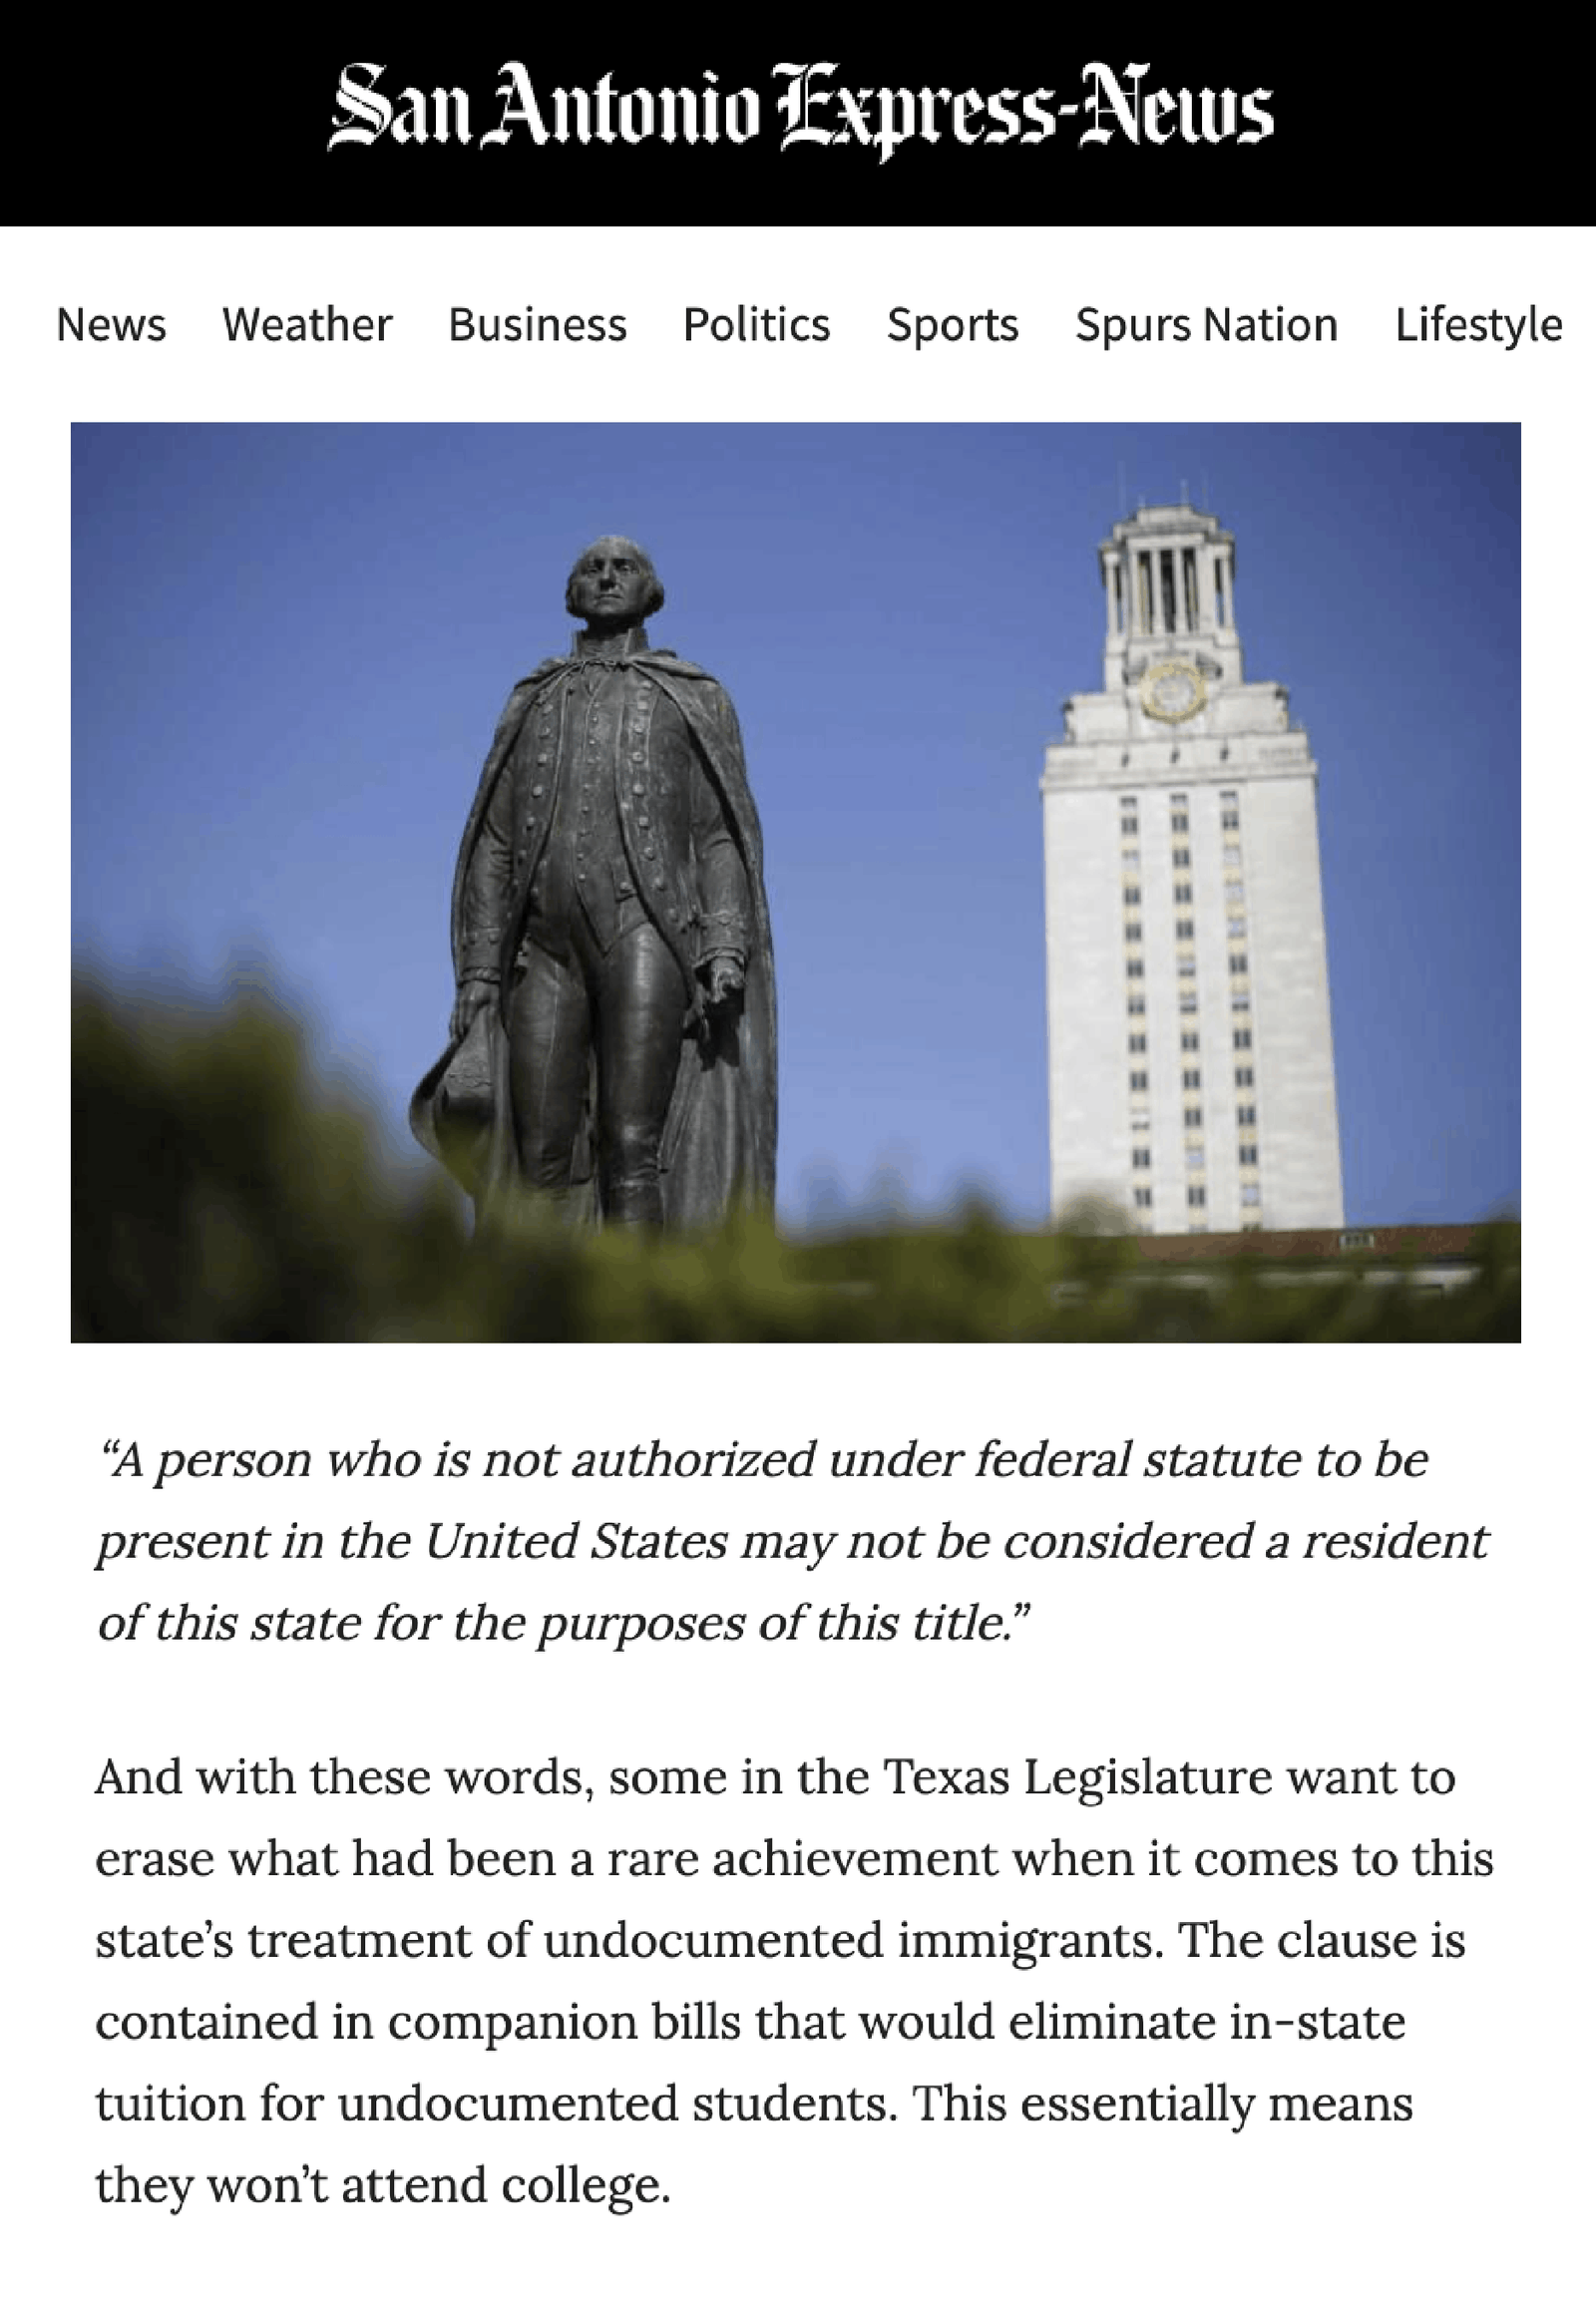 San Antonio Express-News
News Weather Business Politics Sports Spurs Nation Lifestyle
“A person who is not authorized under federal statute to be
present in the United States may not be considered a resident
of this state for the purposes of this title.”
And with these words, some in the Texas Legislature want to
erase what had been a rare achievement when it comes to this
state’s treatment of undocumented immigrants. The clause is
contained in companion bills that would eliminate in-state
tuition for undocumented students. This essentially means
they won’t attend college.